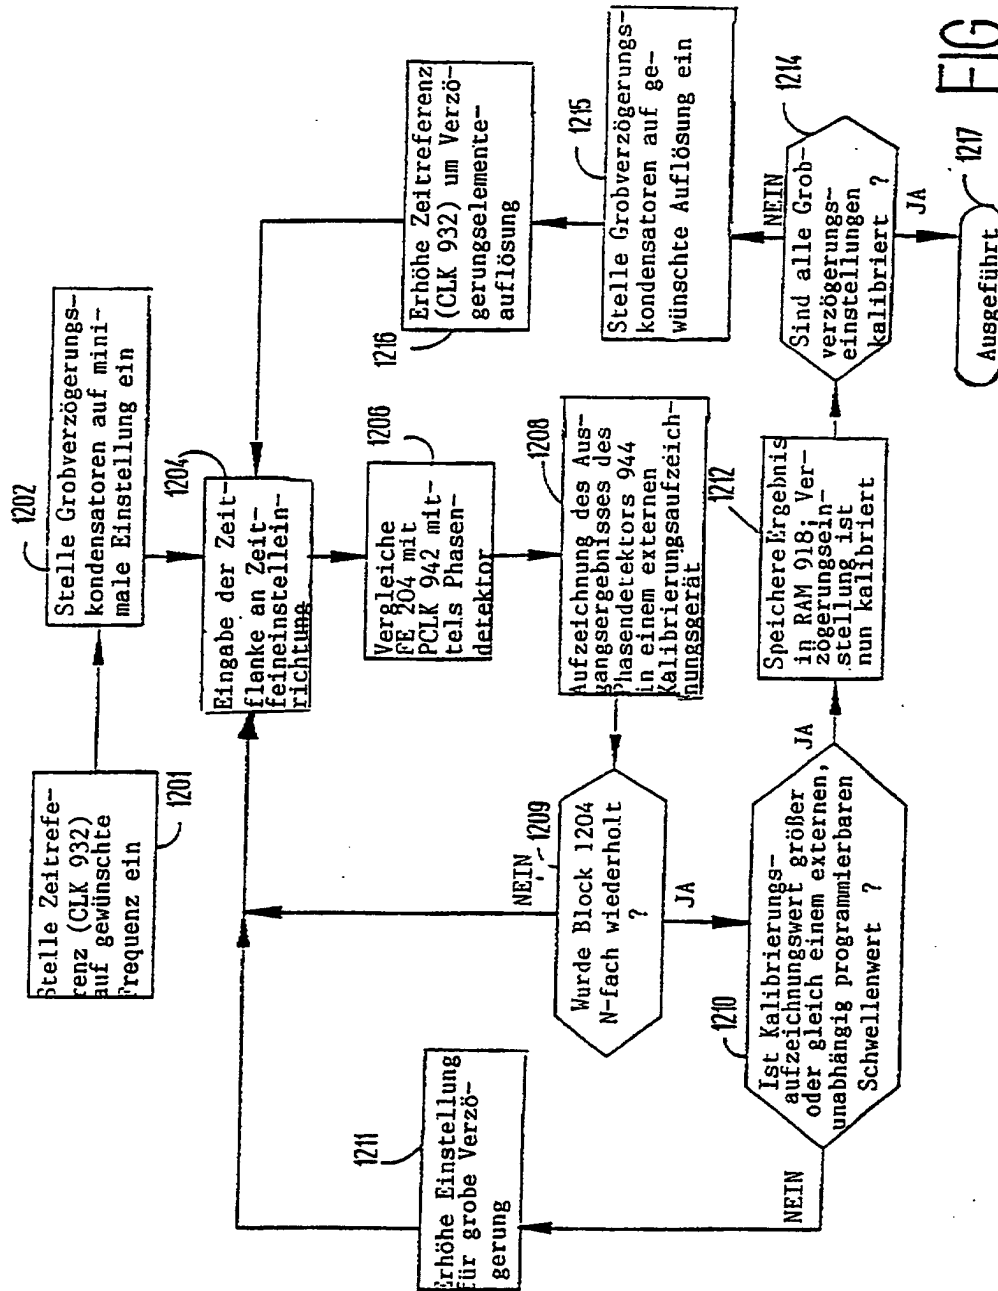 Stelle Zeitrefe-
renz (CLK 932)
auf gewünschte
Frequenz ein
1201
1202
Stelle Grobverzögerungs-
kondensatoren auf mini-
male Einstellung ein
1204
Eingabe der Zeit-
flanke an Zeit-
feineinstellein-
richtung
1206
Vergleiche
FE 204 mit
PCLK 942 mit-
tels Phasen-
detektor
1208
Aufzeichnung des Aus-
gangsergebnisses des
Phasendetektors 944
in einem externen
Kalibrierungsaufzeich-
nungsgerät
NEIN
1209
Wurde Block 1204
N-fach wiederholt
?
JA
1210
Ist Kalibrierungs-
aufzeichnungswert größer
oder gleich einem externen,
unabhängig programmierbaren
Schwellenwert ?
NEIN
JA
1211
Erhöhe Einstellung
für grobe Verzö-
gerung
1212
Speichere Ergebnis
in RAM 918; Ver-
zögerungsein-
stellung ist
nun kalibriert
1214
Sind alle Grob-
verzögerungs-
einstellungen
kalibriert ?
NEIN
JA
1215
Stelle Grobverzögerungs-
kondensatoren auf ge-
wünschte Auflösung ein
1216
Erhöhe Zeitreferenz
(CLK 932) um Verzö-
gerungselemente-
auflösung
1217
Ausgeführt
FIG